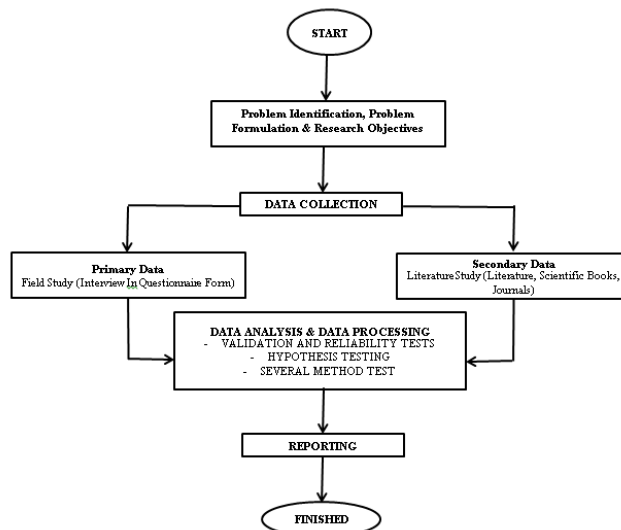 START
Problem Identification, Problem
Formulation & Research Objectives
DATA COLLECTION
Primary Data
Field Study (Interview In Questionnaire Form)
Secondary Data
Literature Study (Literature, Scientific Books,
Journals)
DATA ANALYSIS & DATA PROCESSING
- VALIDATION AND RELIABILITY TESTS
- HYPOTHESIS TESTING
- SEVERAL METHOD TEST
REPORTING
FINISHED